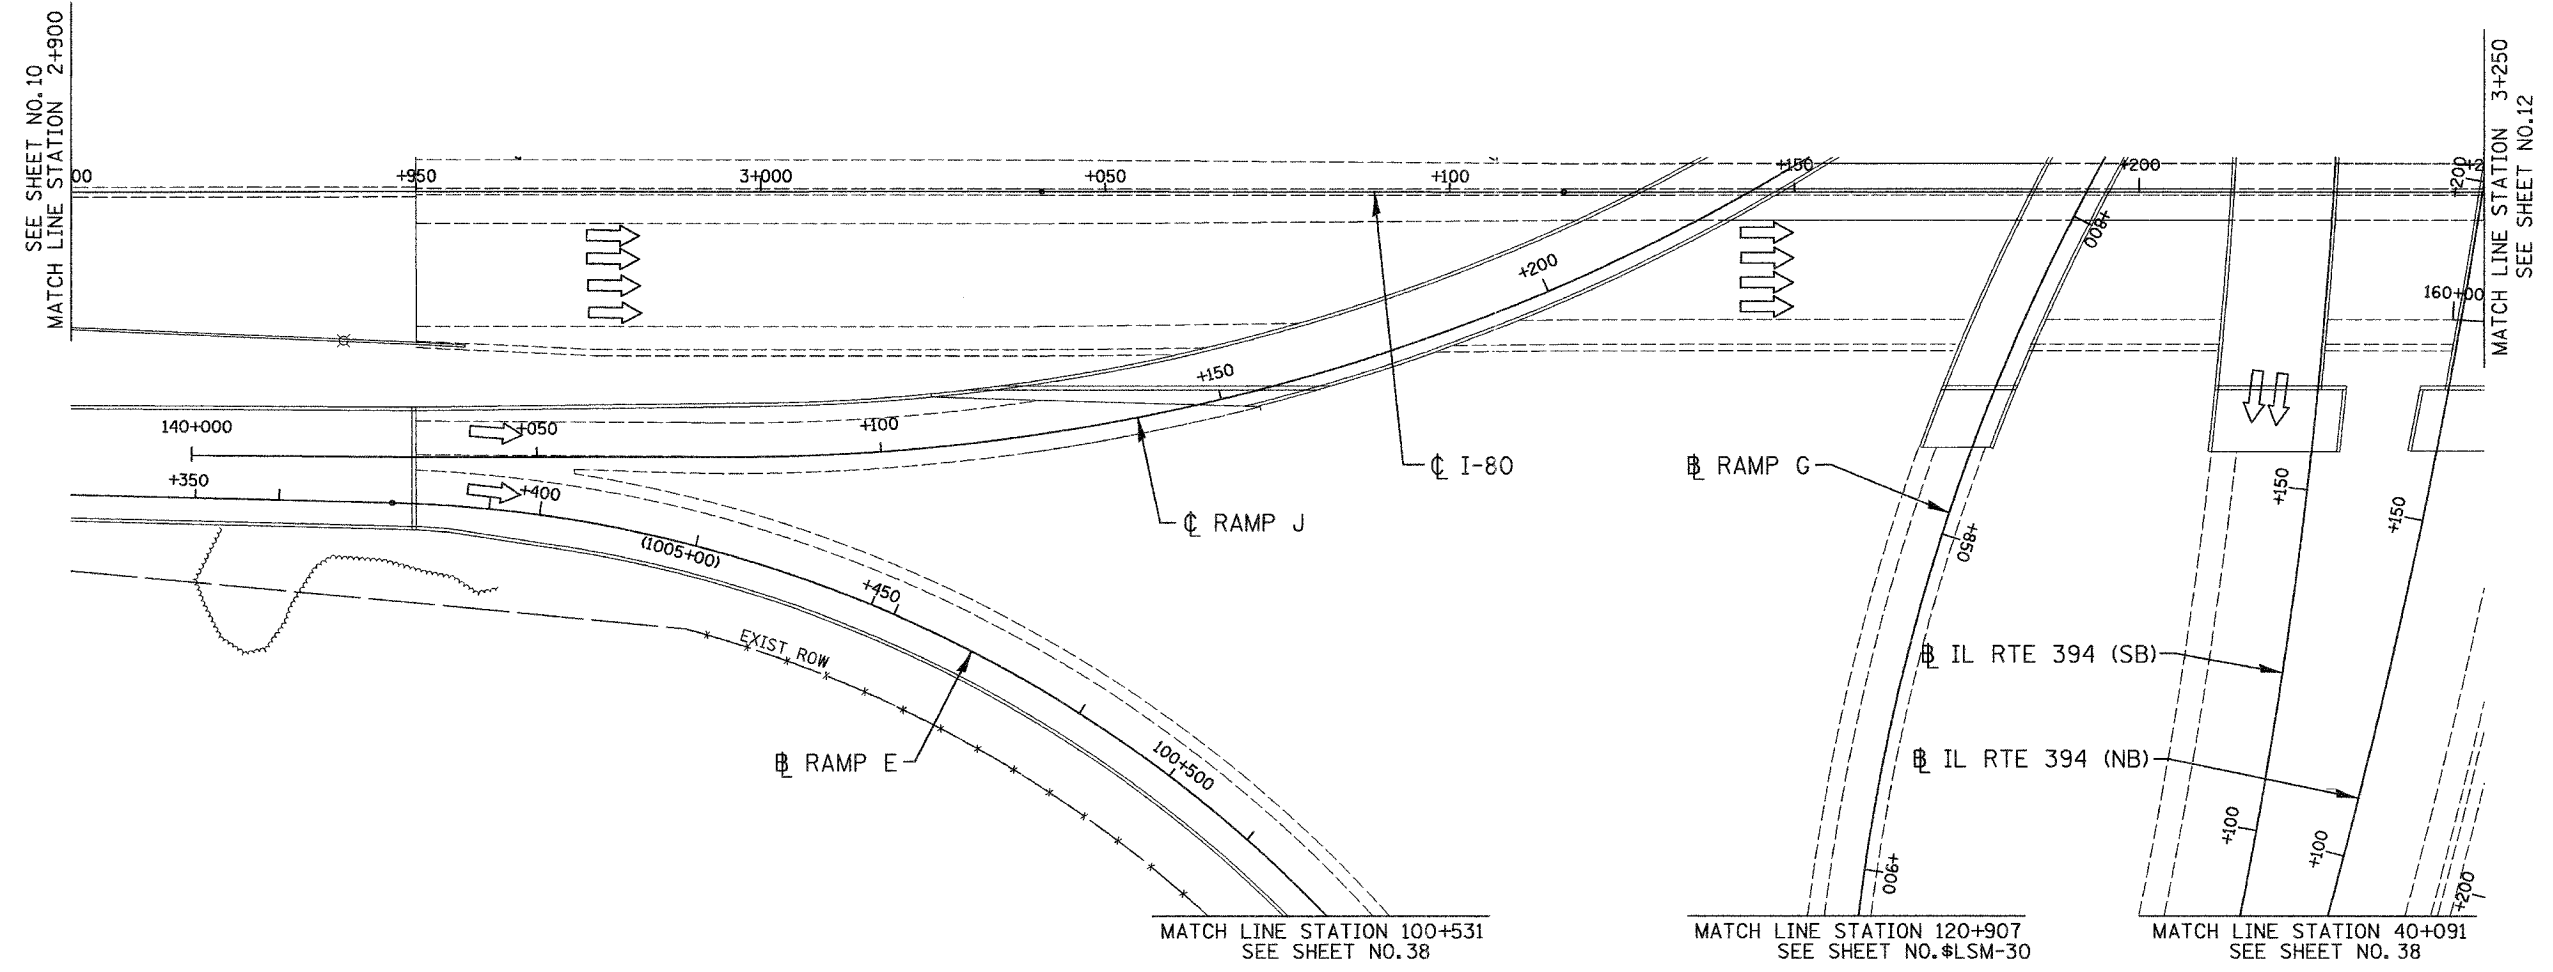 SEE SHEET NO.10
MATCH LINE STATION 2+900
MATCH LINE STATION 3+250
SEE SHEET NO.12
00
+950
3+000
+050
+100
+150
+200
+200
+800
160+00
+200
+150
140+000
+050
+100
+350
+400
(1005+00)
+450
EXIST ROW
100+500
℄ I-80
℄ RAMP J
BL RAMP G
+850
+900
+150
+150
BL IL RTE 394 (SB)
BL IL RTE 394 (NB)
BL RAMP E
+100
+100
+200
MATCH LINE STATION 100+531
SEE SHEET NO.38
MATCH LINE STATION 120+907
SEE SHEET NO.$LSM-30
MATCH LINE STATION 40+091
SEE SHEET NO.38